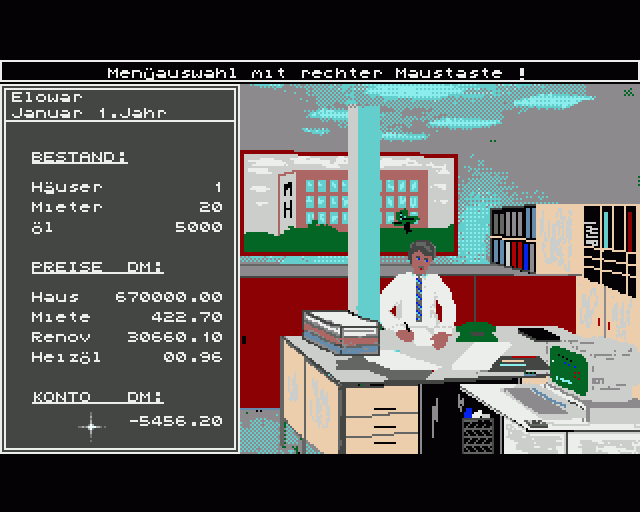 Menüauswahl mit rechter Maustaste !
Elowar
Januar 1.Jahr
BESTAND:
Häuser 1
Mieter 20
öl 5000
PREISE DM:
Haus 670000.00
Miete 422.70
Renov 30660.10
Heizöl 00.96
KONTO DM:
-5456.20
M
H